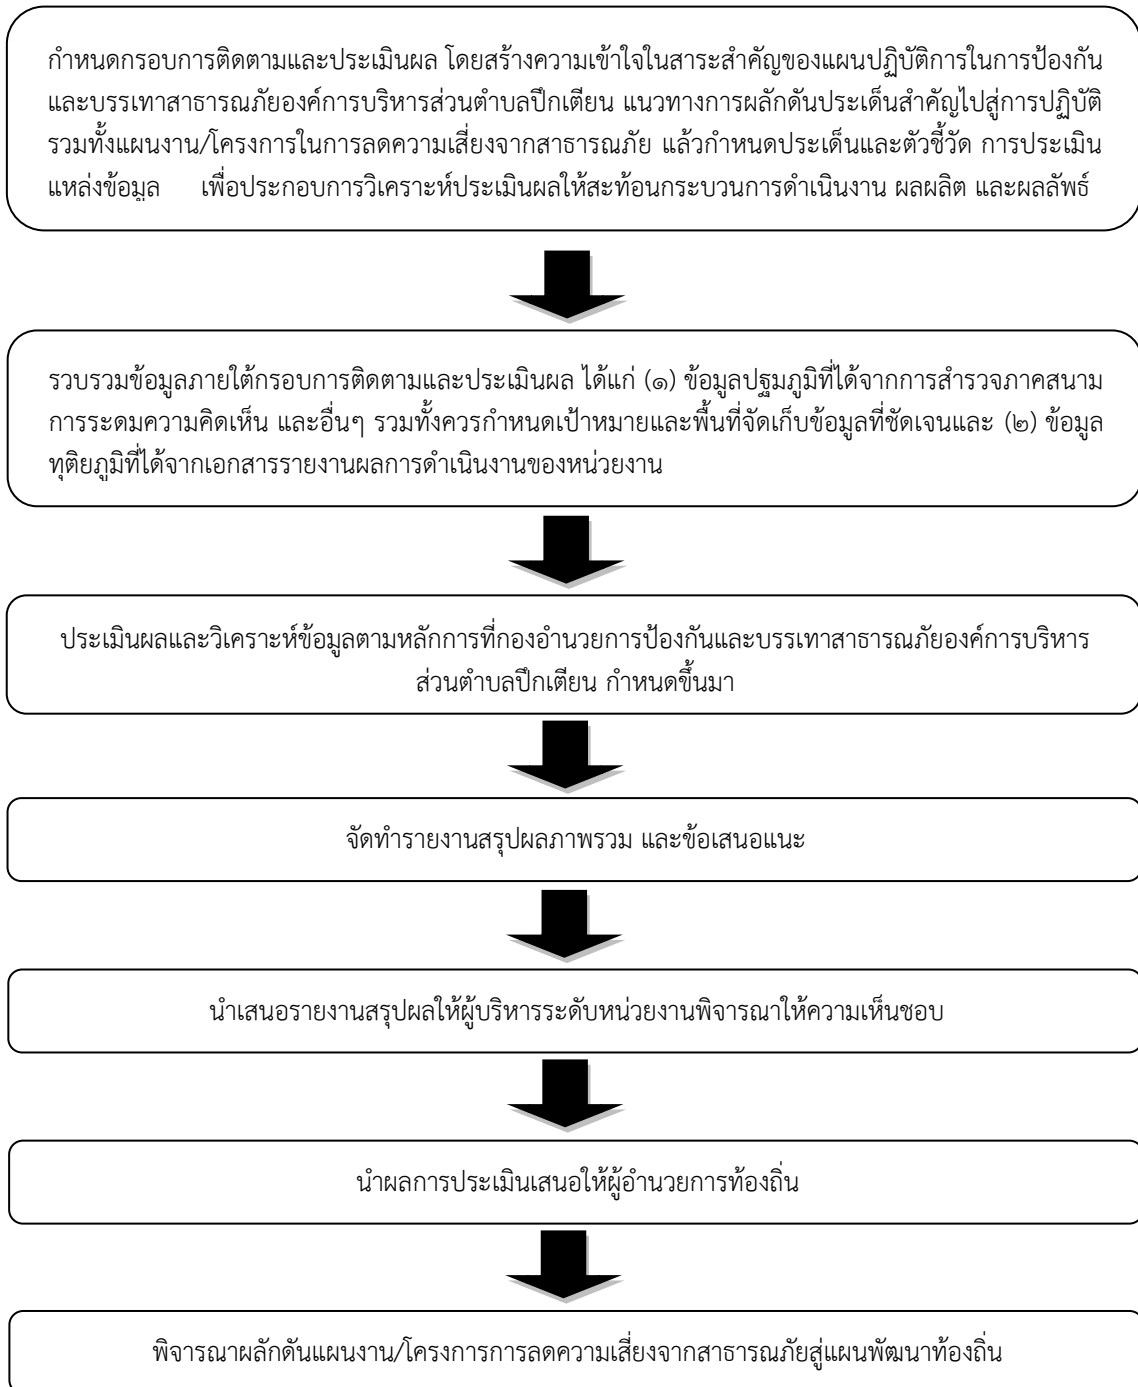 กำหนดกรอบการติดตามและประเมินผล โดยสร้างความเข้าใจในสาระสำคัญของแผนปฏิบัติการในการป้องกัน
และบรรเทาสาธารณภัยองค์การบริหารส่วนตำบลปึกเตียน แนวทางการผลักดันประเด็นสำคัญไปสู่การปฏิบัติ
รวมทั้งแผนงาน/โครงการในการลดความเสี่ยงจากสาธารณภัย แล้วกำหนดประเด็นและตัวชี้วัด การประเมิน
แหล่งข้อมูล เพื่อประกอบการวิเคราะห์ประเมินผลให้สะท้อนกระบวนการดำเนินงาน ผลผลิต และผลลัพธ์
รวบรวมข้อมูลภายใต้กรอบการติดตามและประเมินผล ได้แก่ (๑) ข้อมูลปฐมภูมิที่ได้จากการสำรวจภาคสนาม
การระดมความคิดเห็น และอื่นๆ รวมทั้งควรกำหนดเป้าหมายและพื้นที่จัดเก็บข้อมูลที่ชัดเจนและ (๒) ข้อมูล
ทุติยภูมิที่ได้จากเอกสารรายงานผลการดำเนินงานของหน่วยงาน
ประเมินผลและวิเคราะห์ข้อมูลตามหลักการที่กองอำนวยการป้องกันและบรรเทาสาธารณภัยองค์การบริหาร
ส่วนตำบลปึกเตียน กำหนดขึ้นมา
จัดทำรายงานสรุปผลภาพรวม และข้อเสนอแนะ
นำเสนอรายงานสรุปผลให้ผู้บริหารระดับหน่วยงานพิจารณาให้ความเห็นชอบ
นำผลการประเมินเสนอให้ผู้อำนวยการท้องถิ่น
พิจารณาผลักดันแผนงาน/โครงการการลดความเสี่ยงจากสาธารณภัยสู่แผนพัฒนาท้องถิ่น